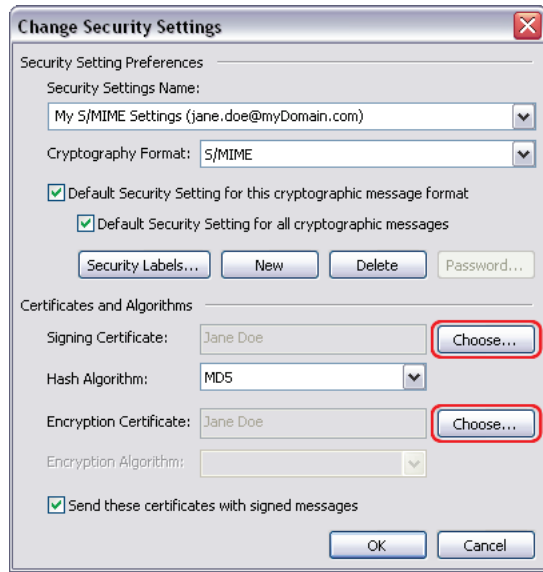 Change Security Settings
Security Setting Preferences
Security Settings Name:
My S/MIME Settings (jane.doe@myDomain.com)
Cryptography Format: S/MIME
Default Security Setting for this cryptographic message format
Default Security Setting for all cryptographic messages
Security Labels... New Delete Password...
Certificates and Algorithms
Signing Certificate: Jane Doe Choose...
Hash Algorithm: MD5
Encryption Certificate: Jane Doe Choose...
Encryption Algorithm:
Send these certificates with signed messages
OK Cancel